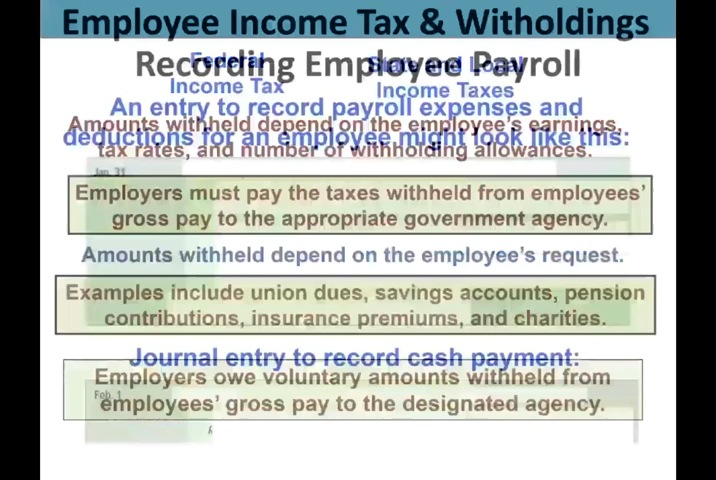 Employee Income Tax & Witholdings
Recording Employee Payroll
Federal
Income Tax
State and Local
Income Taxes
An entry to record payroll expenses and
Amounts withheld depend on the employee's earnings,
deductions for an employee might look like this:
tax rates, and number of withholding allowances.
Jan. 31
Employers must pay the taxes withheld from employees'
gross pay to the appropriate government agency.
Amounts withheld depend on the employee's request.
Examples include union dues, savings accounts, pension
contributions, insurance premiums, and charities.
Journal entry to record cash payment:
Employers owe voluntary amounts withheld from
Feb. 1
employees' gross pay to the designated agency.